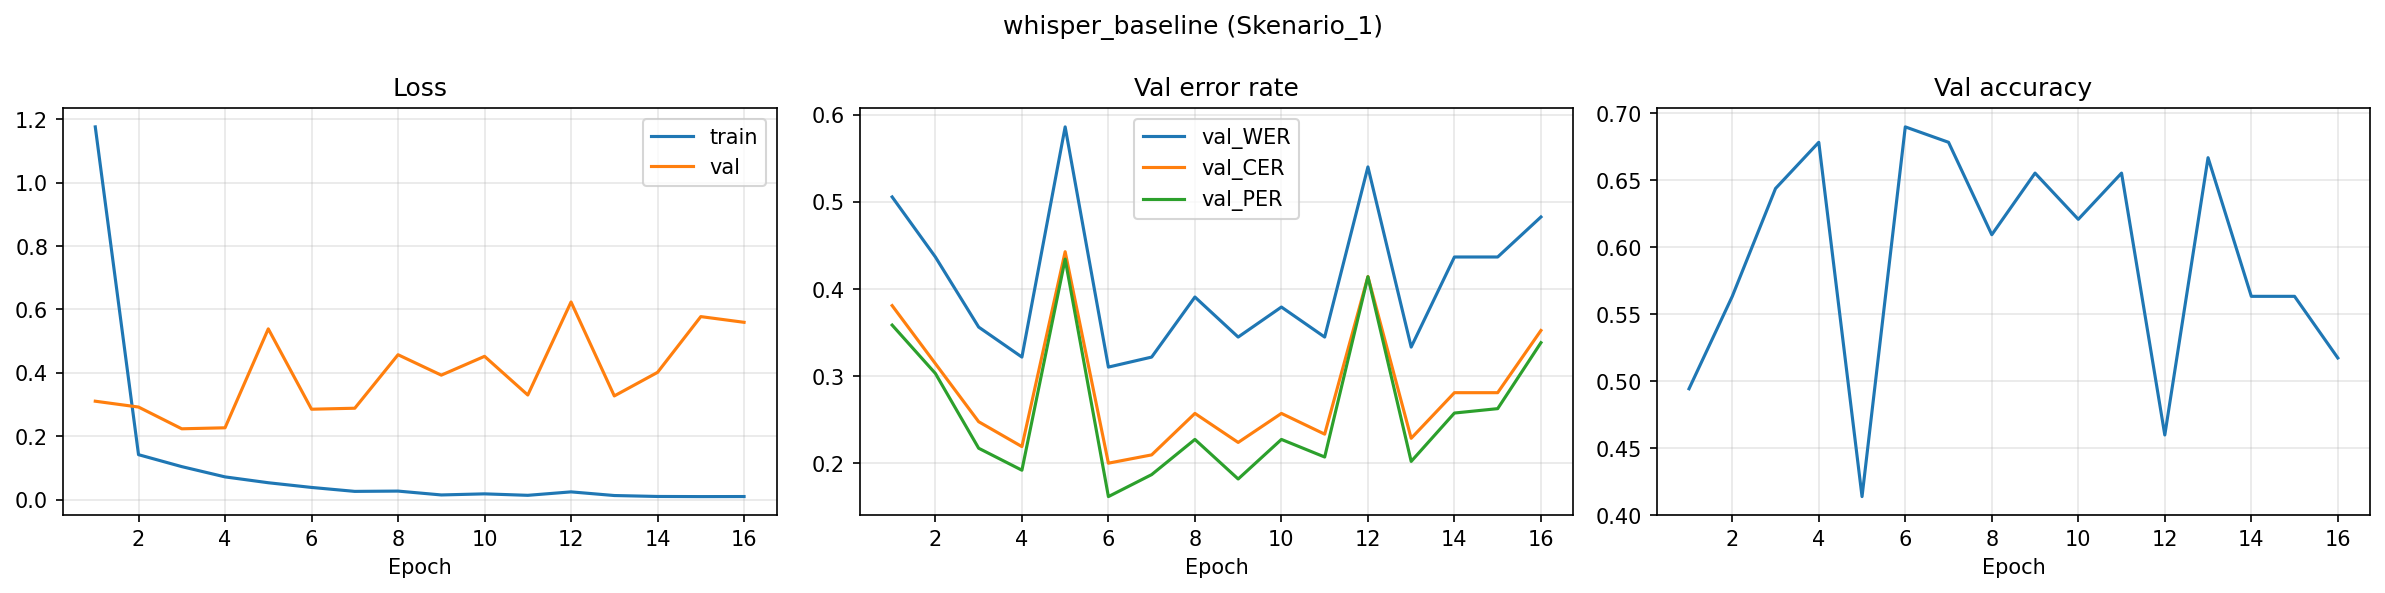 whisper_baseline (Skenario_1)
Loss
1.2
1.0
0.8
0.6
0.4
0.2
0.0
train
val
2 4 6 8 10 12 14 16
Epoch
Val error rate
0.6
0.5
0.4
0.3
0.2
val_WER
val_CER
val_PER
2 4 6 8 10 12 14 16
Epoch
Val accuracy
0.70
0.65
0.60
0.55
0.50
0.45
0.40
2 4 6 8 10 12 14 16
Epoch